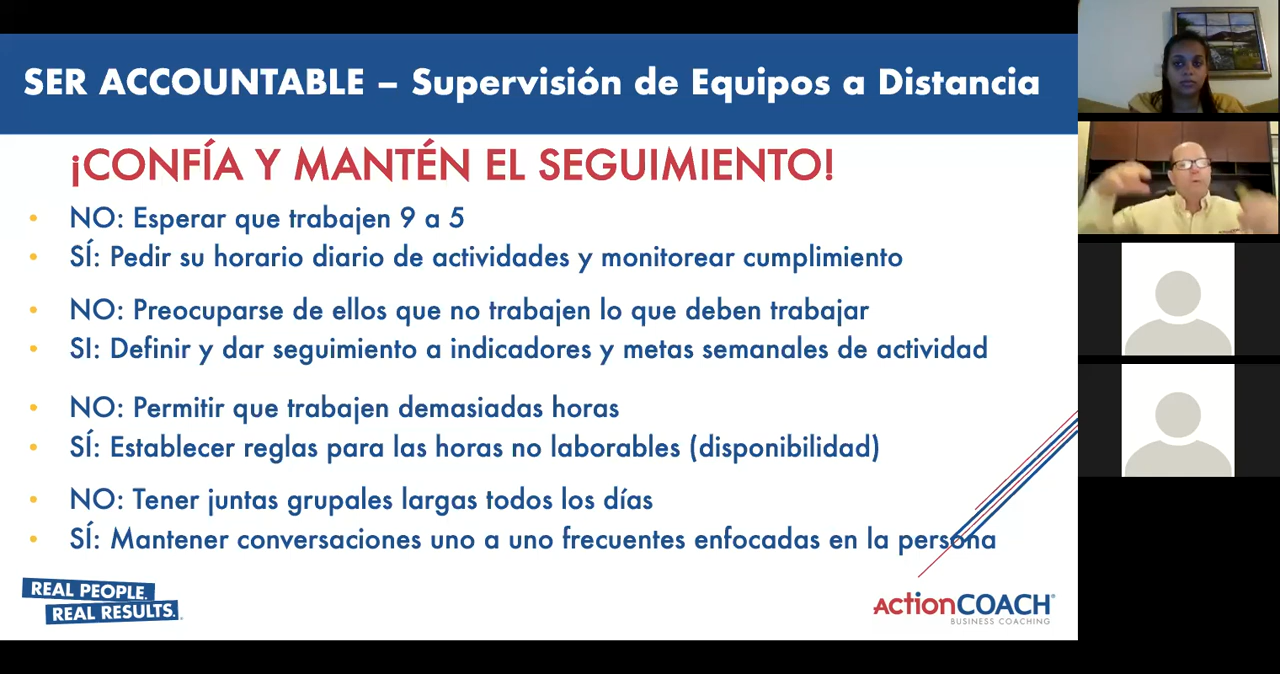 SER ACCOUNTABLE – Supervisión de Equipos a Distancia
¡CONFÍA Y MANTÉN EL SEGUIMIENTO!
• NO: Esperar que trabajen 9 a 5
• SÍ: Pedir su horario diario de actividades y monitorear cumplimiento
• NO: Preocuparse de ellos que no trabajen lo que deben trabajar
• SI: Definir y dar seguimiento a indicadores y metas semanales de actividad
• NO: Permitir que trabajen demasiadas horas
• SÍ: Establecer reglas para las horas no laborables (disponibilidad)
• NO: Tener juntas grupales largas todos los días
• SÍ: Mantener conversaciones uno a uno frecuentes enfocadas en la persona
REAL PEOPLE.
REAL RESULTS.
ActionCOACH®
BUSINESS COACHING